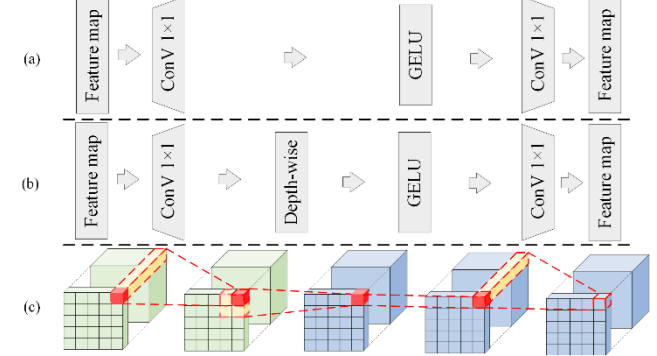 (a)
Feature map
ConV 1×1
GELU
ConV 1×1
Feature map
(b)
Feature map
ConV 1×1
Depth-wise
GELU
ConV 1×1
Feature map
(c)